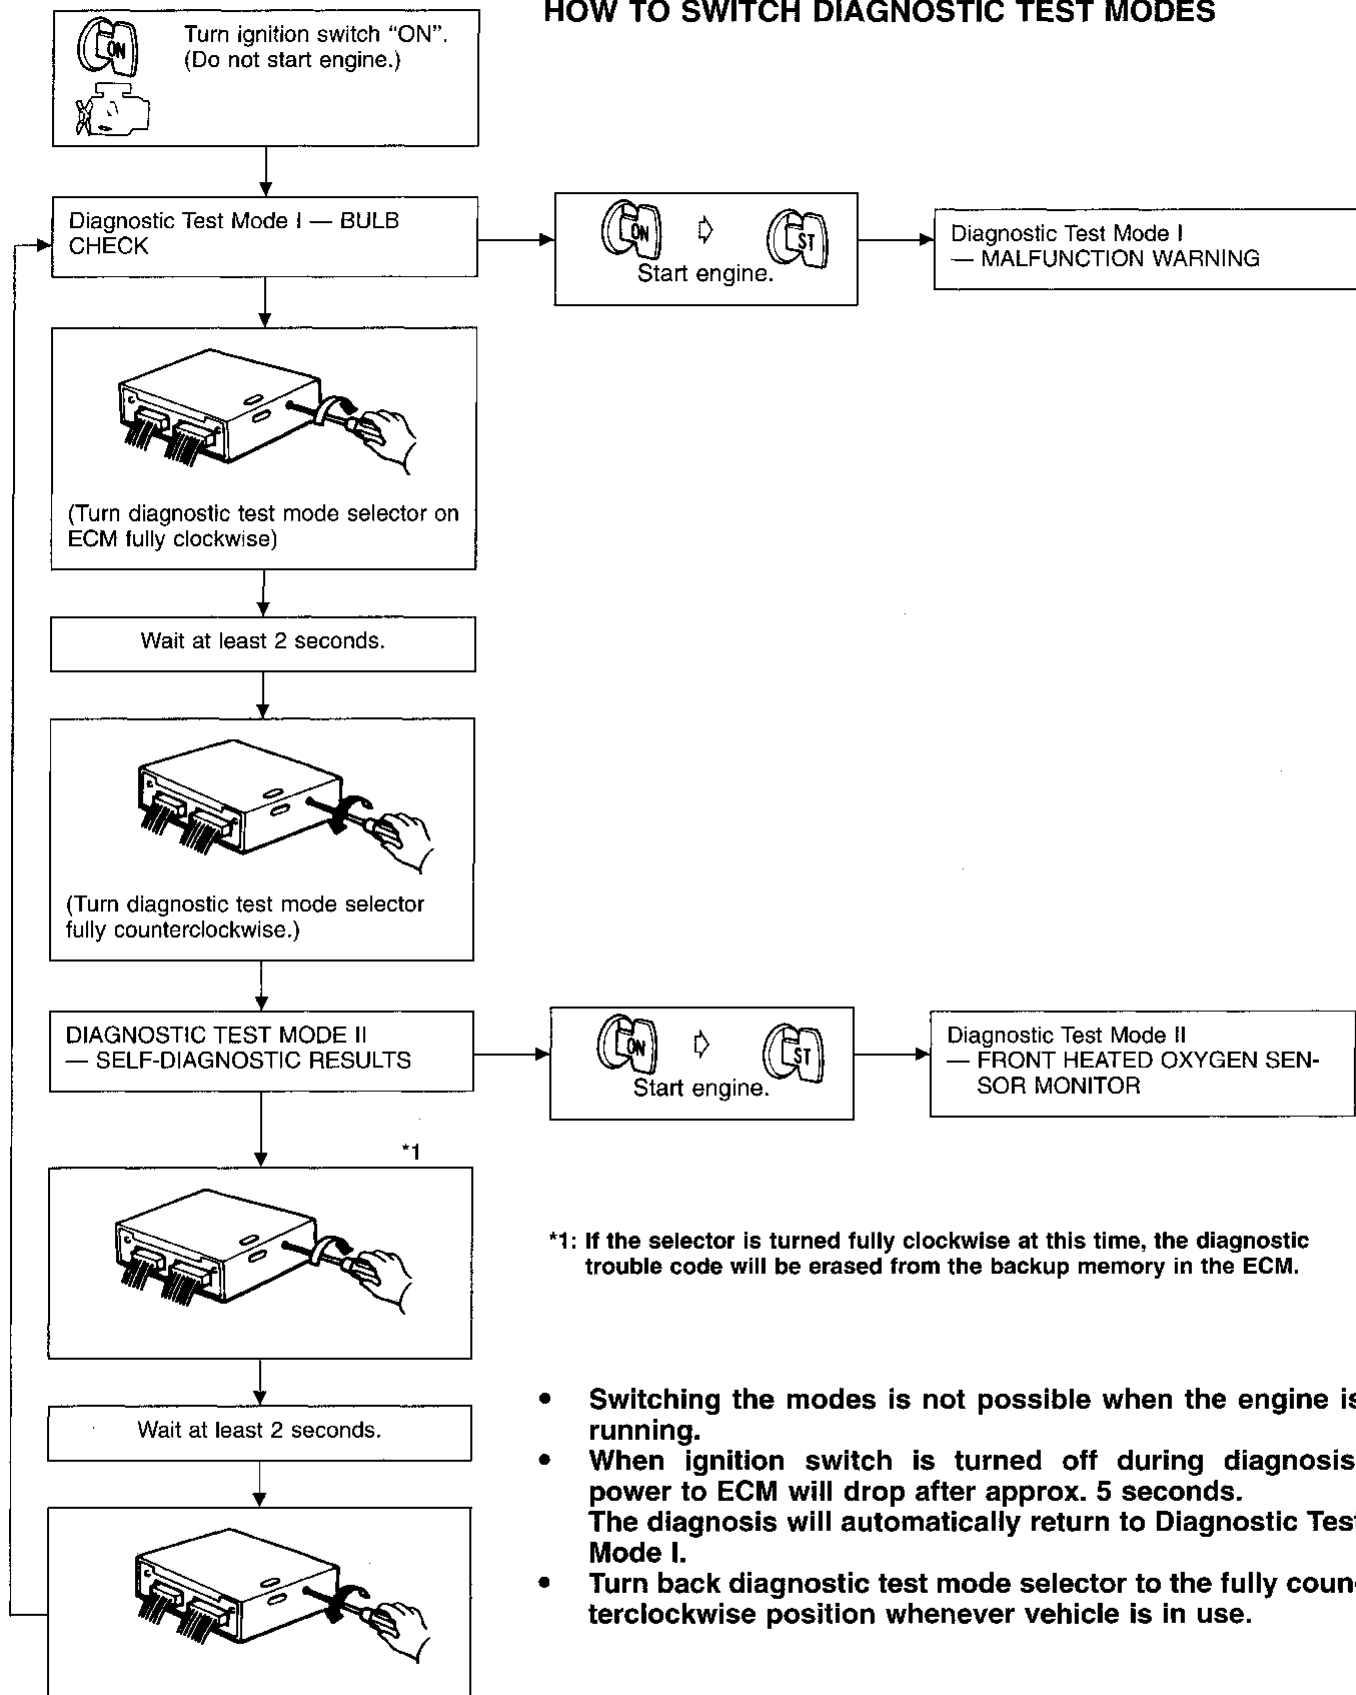 HOW TO SWITCH DIAGNOSTIC TEST MODES
ON
Turn ignition switch “ON”.
(Do not start engine.)
Diagnostic Test Mode I — BULB
CHECK
ON
ST
Start engine.
Diagnostic Test Mode I
— MALFUNCTION WARNING
(Turn diagnostic test mode selector on
ECM fully clockwise)
Wait at least 2 seconds.
(Turn diagnostic test mode selector
fully counterclockwise.)
DIAGNOSTIC TEST MODE II
— SELF-DIAGNOSTIC RESULTS
ON
ST
Start engine.
Diagnostic Test Mode II
— FRONT HEATED OXYGEN SEN-
SOR MONITOR
*1
*1: If the selector is turned fully clockwise at this time, the diagnostic
trouble code will be erased from the backup memory in the ECM.
Wait at least 2 seconds.
• Switching the modes is not possible when the engine is
running.
• When ignition switch is turned off during diagnosis
power to ECM will drop after approx. 5 seconds.
The diagnosis will automatically return to Diagnostic Test
Mode I.
• Turn back diagnostic test mode selector to the fully coun-
terclockwise position whenever vehicle is in use.